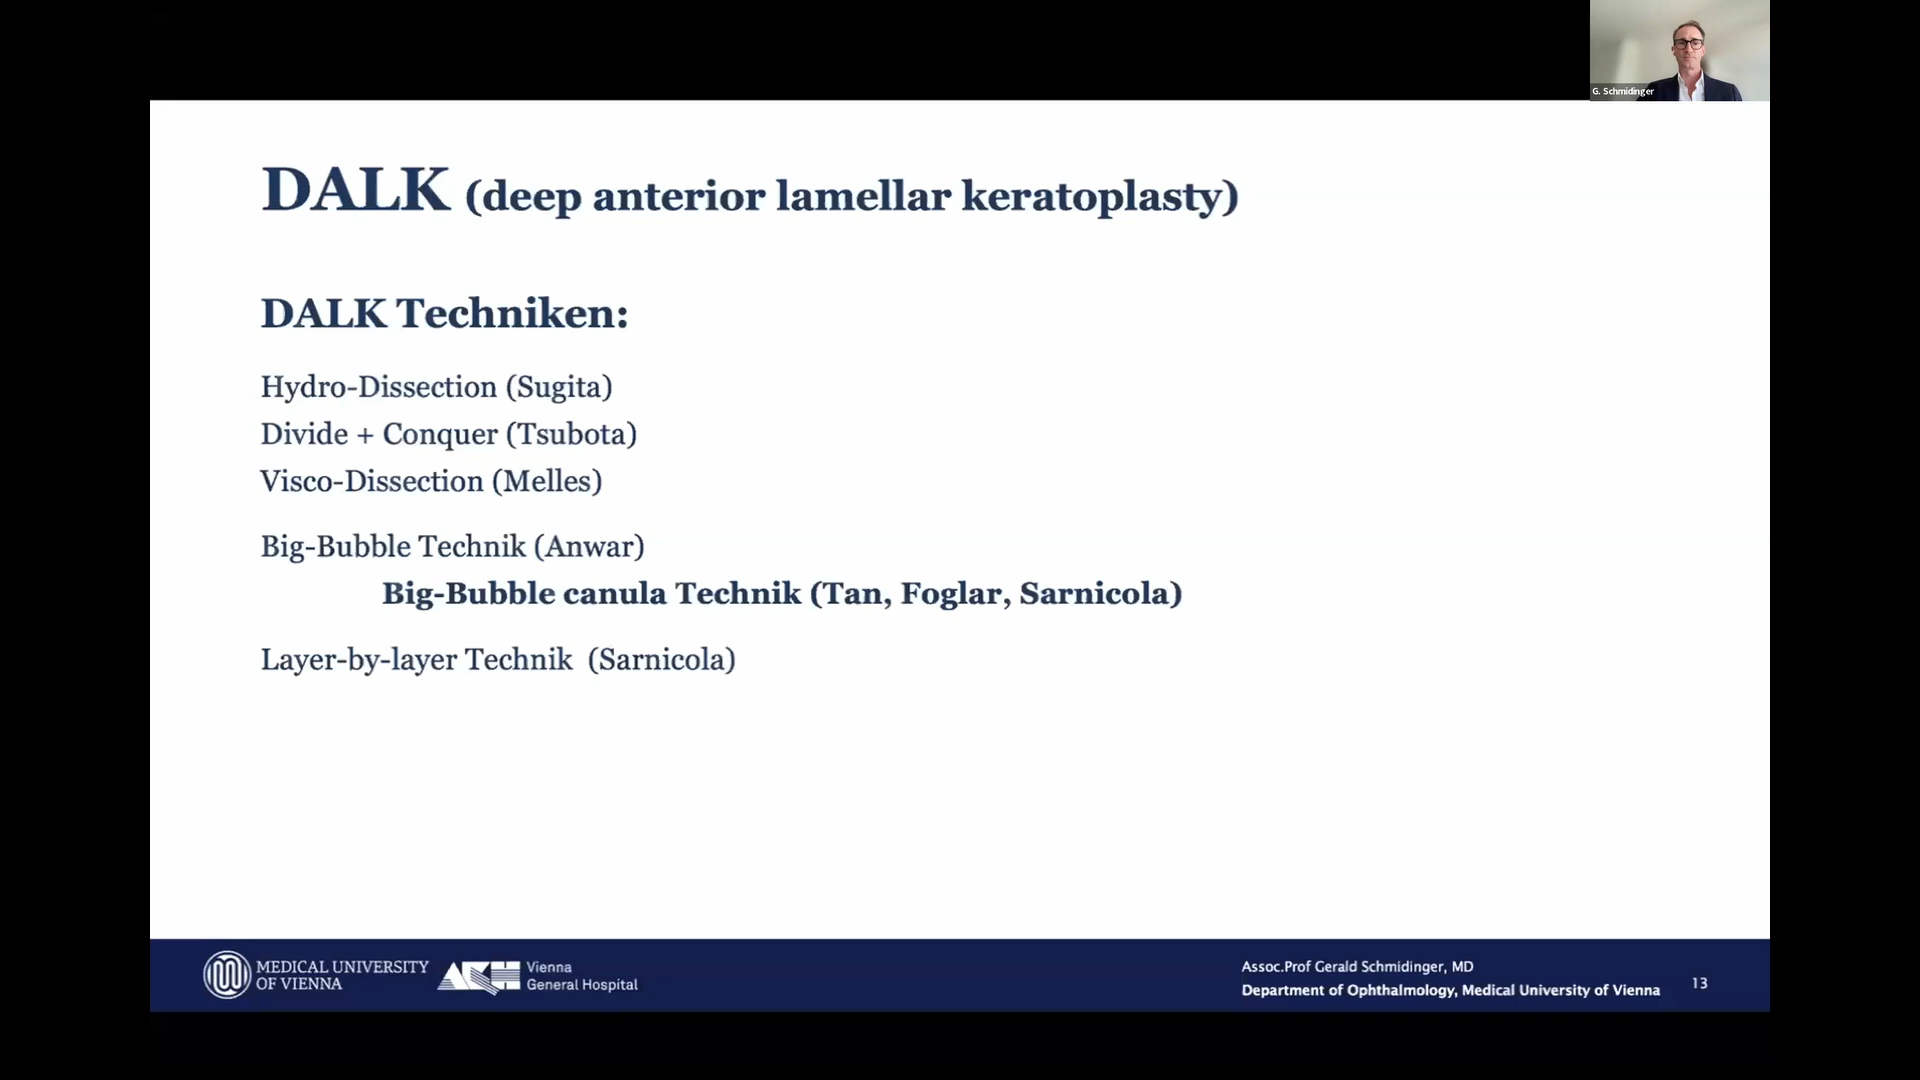 G. Schmidinger
DALK (deep anterior lamellar keratoplasty)
DALK Techniken:
Hydro-Dissection (Sugita)
Divide + Conquer (Tsubota)
Visco-Dissection (Melles)
Big-Bubble Technik (Anwar)
Big-Bubble canula Technik (Tan, Foglar, Sarnicola)
Layer-by-layer Technik (Sarnicola)
MEDICAL UNIVERSITY
OF VIENNA
AKH
Vienna
General Hospital
Assoc.Prof Gerald Schmidinger, MD
Department of Ophthalmology, Medical University of Vienna
13